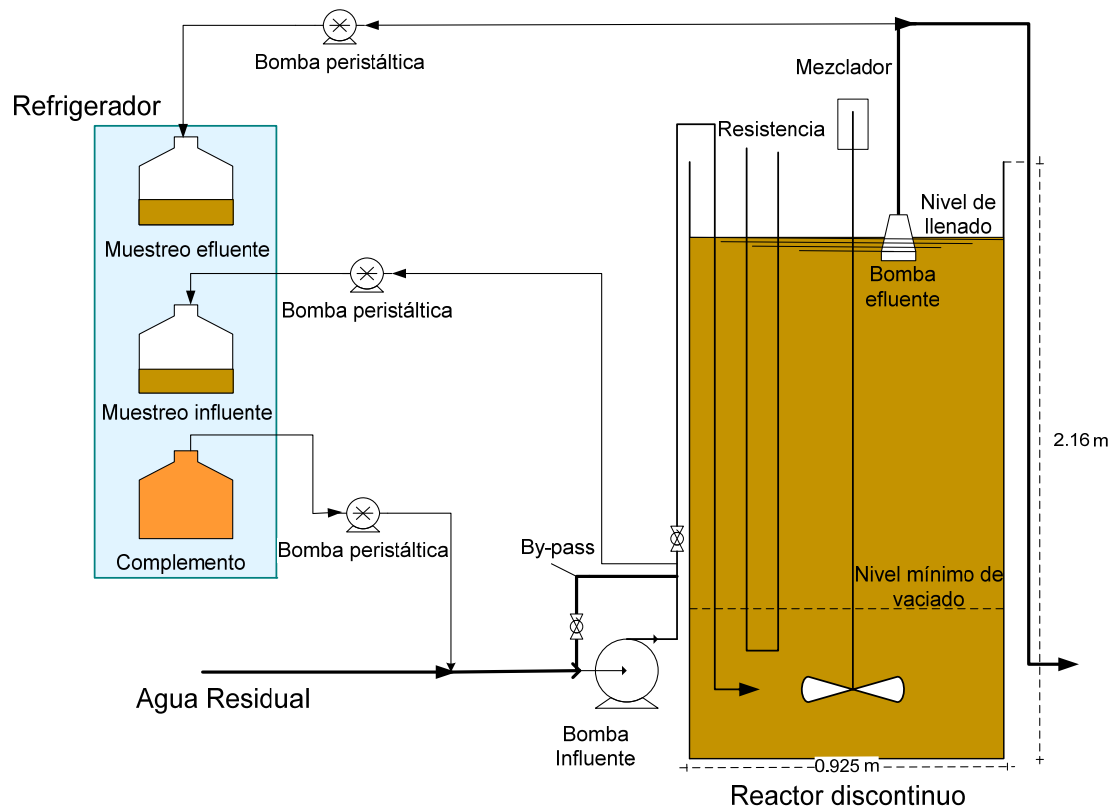 Bomba peristáltica
Mezclador
Refrigerador
Resistencia
Nivel de
llenado
Muestreo efluente
Bomba
efluente
Bomba peristáltica
Muestreo influente
2.16 m
Bomba peristáltica
Complemento
By-pass
Nivel mínimo de
vaciado
Agua Residual
Bomba
Influente
0.925 m
Reactor discontinuo